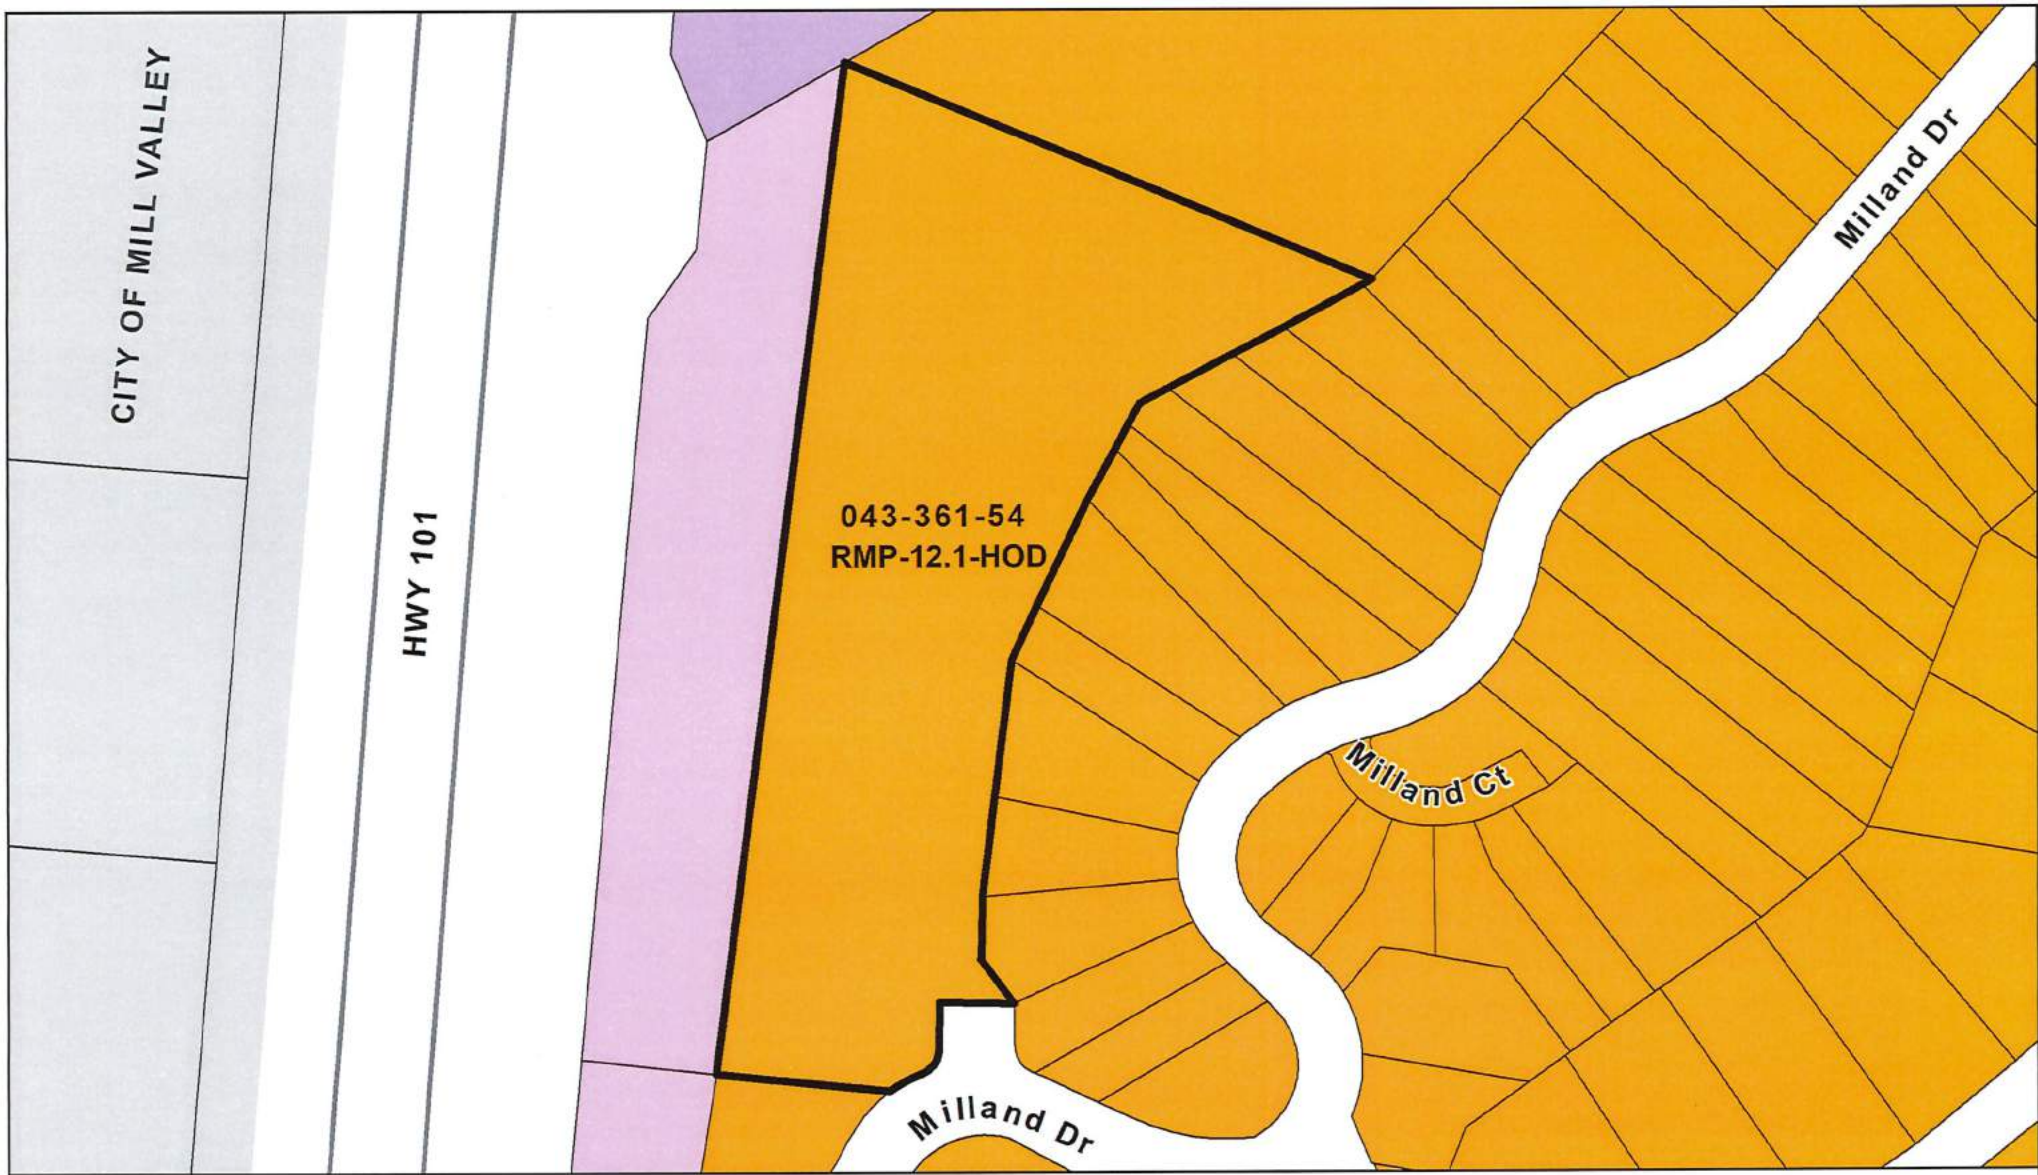 CITY OF MILL VALLEY
HWY 101
043-361-54
RMP-12.1-HOD
Milland Dr
Milland Ct
Milland Dr